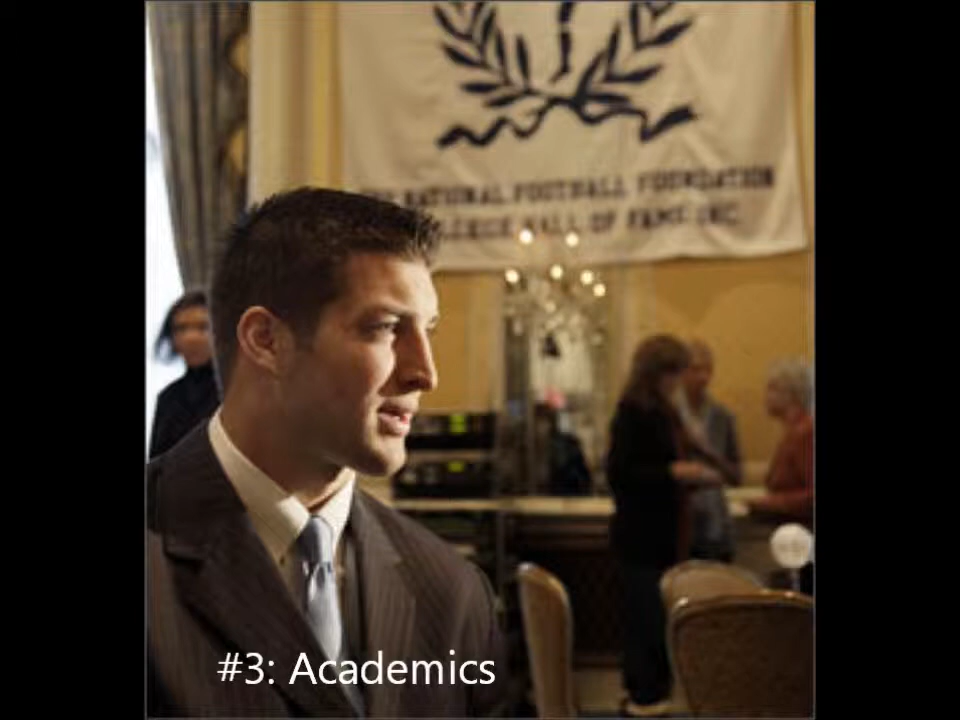 NATIONAL FOOTBALL FOUNDATION
HALL OF FAME INC.
#3: Academics